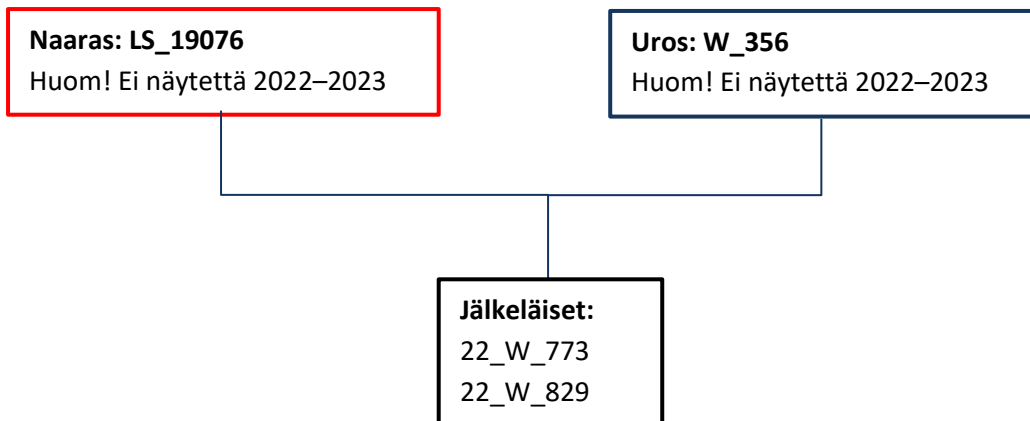 Naaras: LS_19076
Huom! Ei näytettä 2022–2023
Uros: W_356
Huom! Ei näytettä 2022–2023
Jälkeläiset:
22_W_773
22_W_829